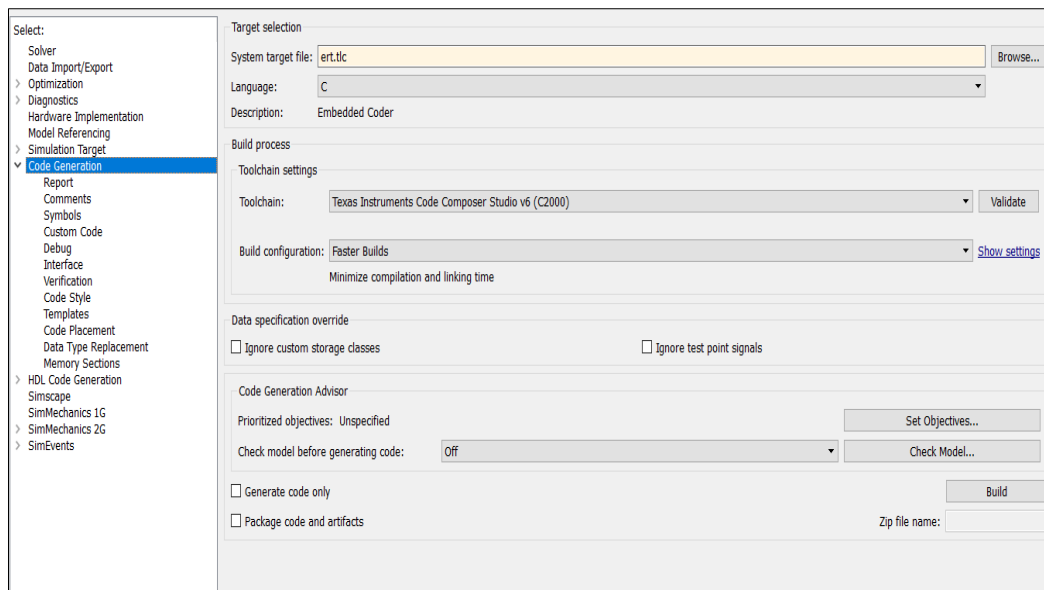 Select:
Solver
Data Import/Export
Optimization
Diagnostics
Hardware Implementation
Model Referencing
Simulation Target
Code Generation
Report
Comments
Symbols
Custom Code
Debug
Interface
Verification
Code Style
Templates
Code Placement
Data Type Replacement
Memory Sections
HDL Code Generation
Simscape
SimMechanics 1G
SimMechanics 2G
SimEvents
Target selection
System target file: ert.tlc Browse...
Language: C
Description: Embedded Coder
Build process
Toolchain settings
Toolchain: Texas Instruments Code Composer Studio v6 (C2000) Validate
Build configuration: Faster Builds Show settings
Minimize compilation and linking time
Data specification override
Ignore custom storage classes Ignore test point signals
Code Generation Advisor
Prioritized objectives: Unspecified Set Objectives...
Check model before generating code: Off Check Model...
Generate code only Build
Package code and artifacts Zip file name: